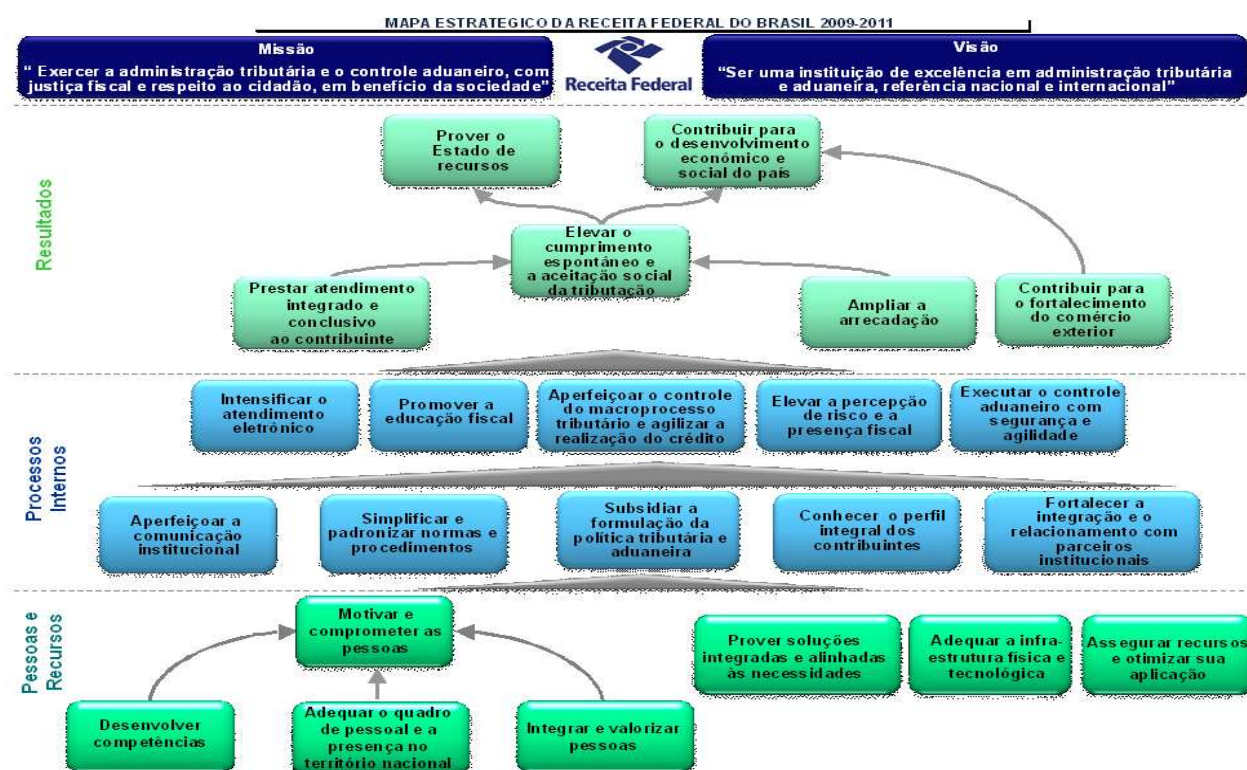 MAPA ESTRATEGICO DA RECEITA FEDERAL DO BRASIL 2009-2011
Missão
“ Exercer a administração tributária e o controle aduaneiro, com
justiça fiscal e respeito ao cidadão, em benefício da sociedade”
Receita Federal
Visão
“Ser uma instituição de excelência em administração tributária
e aduaneira, referência nacional e internacional”
Resultados
Prover o
Estado de
recursos
Contribuir para
o desenvolvimento
económico e
social do país
Elevar o
cumprimento
espontáneo e
a aceitação social
da tributação
Prestar atendimento
integrado e
conclusivo
ao contribuinte
Ampliar a
arrecadação
Contribuir para
o fortalecimento
do comércio
exterior
Processos
Internos
Intensificar o
atendimento
eletrónico
Promover a
educação fiscal
Aperfeiçoar o controle
do macroprocesso
tributário e agilizar a
realização do crédito
Elevar a percepção
de risco e a
presença fiscal
Executar o controle
aduaneiro com
segurança e
agilidade
Aperfeiçoar a
comunicação
institucional
Simplificar e
padronizar normas e
procedimentos
Subsidiar a
formulação da
política tributária e
aduaneira
Conhecer o perfil
integral dos
contribuintes
Fortalecer a
integração e o
relacionamento com
parceiros
institucionais
Pessoas e
Recursos
Motivar e
comprometer as
pessoas
Prover soluções
integradas e alinhadas
às necessidades
Adequar a infra-
estrutura física e
tecnológica
Assegurar recursos
e otimizar sua
aplicação
Desenvolver
competências
Adequar o quadro
de pessoal e a
presença no
território nacional
Integrar e valorizar
pessoas